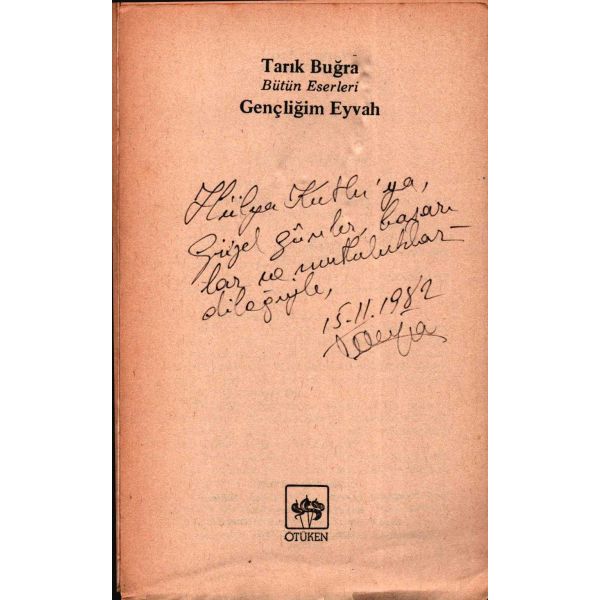 Tarık Buğra
Bütün Eserleri
Gençliğim Eyvah
Hülya Kutlu'ya,
Güzel günler, başarı
lar ve mutluluklar
dileğiyle,
15.11.1982
ÖTÜKEN